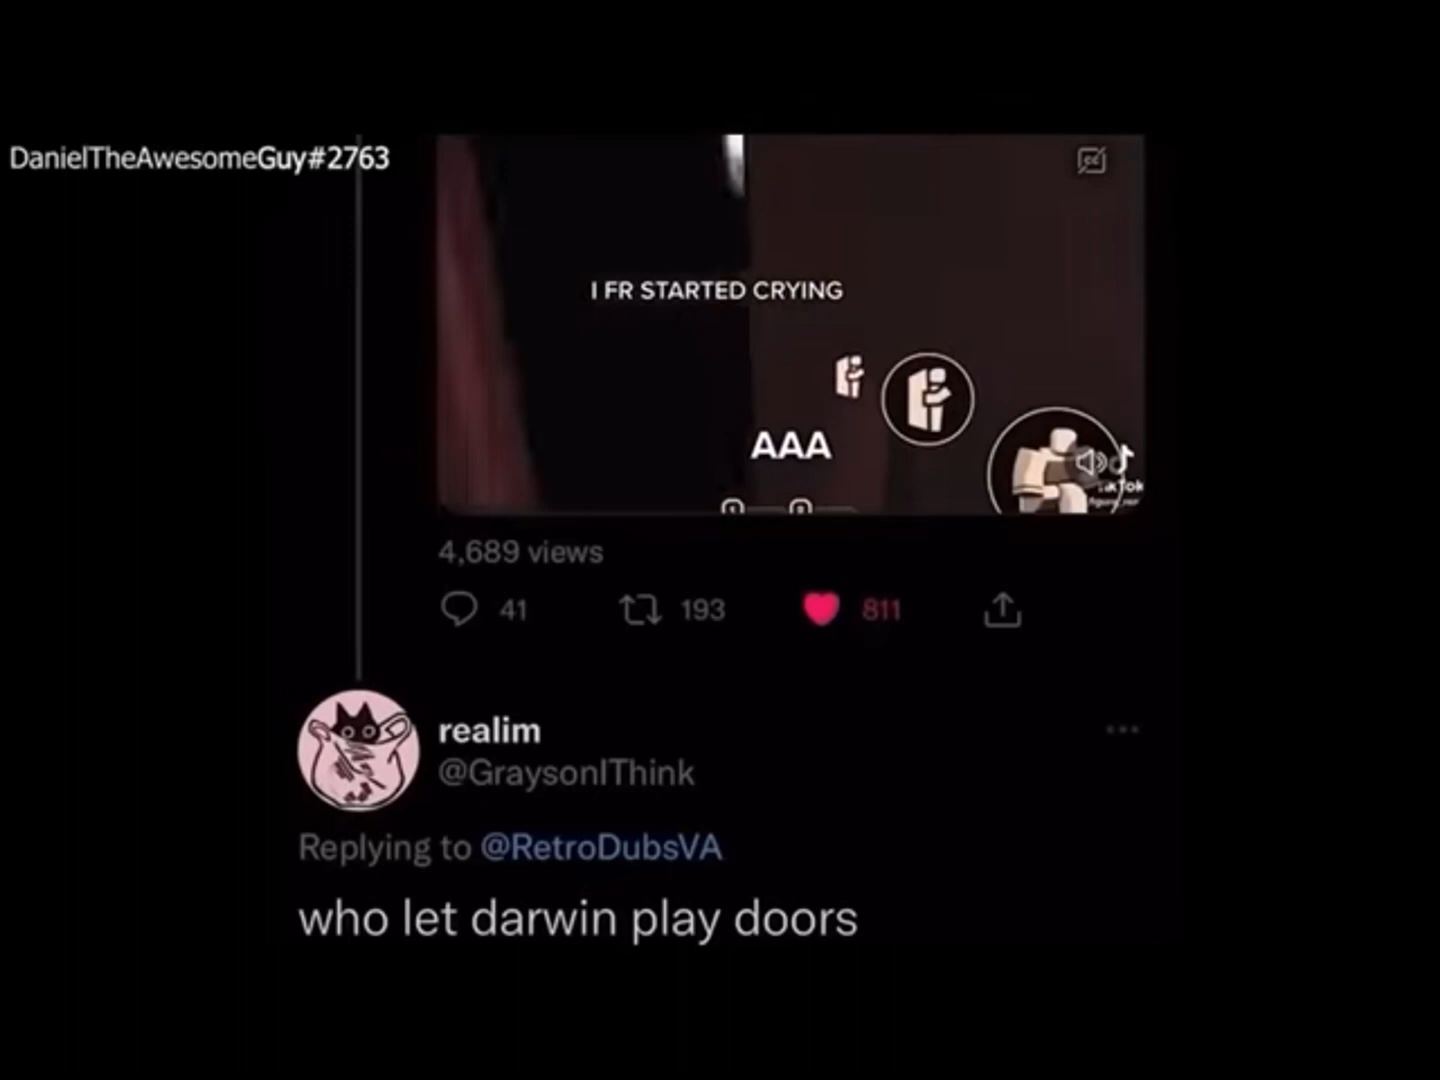 DanielTheAwesomeGuy#2763
I FR STARTED CRYING
AAA
TikTok
4,689 views
41 193 811
realim
@GraysonIThink
Replying to @RetroDubsVA
who let darwin play doors